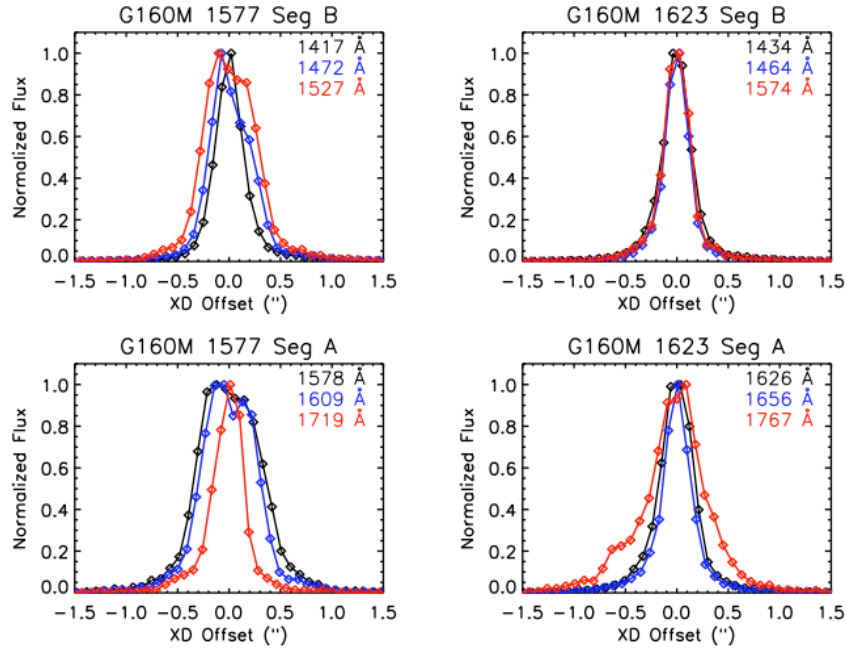 G160M 1577 Seg B
1417 Å
1472 Å
1527 Å
Normalized Flux
1.0
0.8
0.6
0.4
0.2
0.0
−1.5 −1.0 −0.5 0.0 0.5 1.0 1.5
XD Offset (")
G160M 1623 Seg B
1434 Å
1464 Å
1574 Å
Normalized Flux
1.0
0.8
0.6
0.4
0.2
0.0
−1.5 −1.0 −0.5 0.0 0.5 1.0 1.5
XD Offset (")
G160M 1577 Seg A
1578 Å
1609 Å
1719 Å
Normalized Flux
1.0
0.8
0.6
0.4
0.2
0.0
−1.5 −1.0 −0.5 0.0 0.5 1.0 1.5
XD Offset (")
G160M 1623 Seg A
1626 Å
1656 Å
1767 Å
Normalized Flux
1.0
0.8
0.6
0.4
0.2
0.0
−1.5 −1.0 −0.5 0.0 0.5 1.0 1.5
XD Offset (")